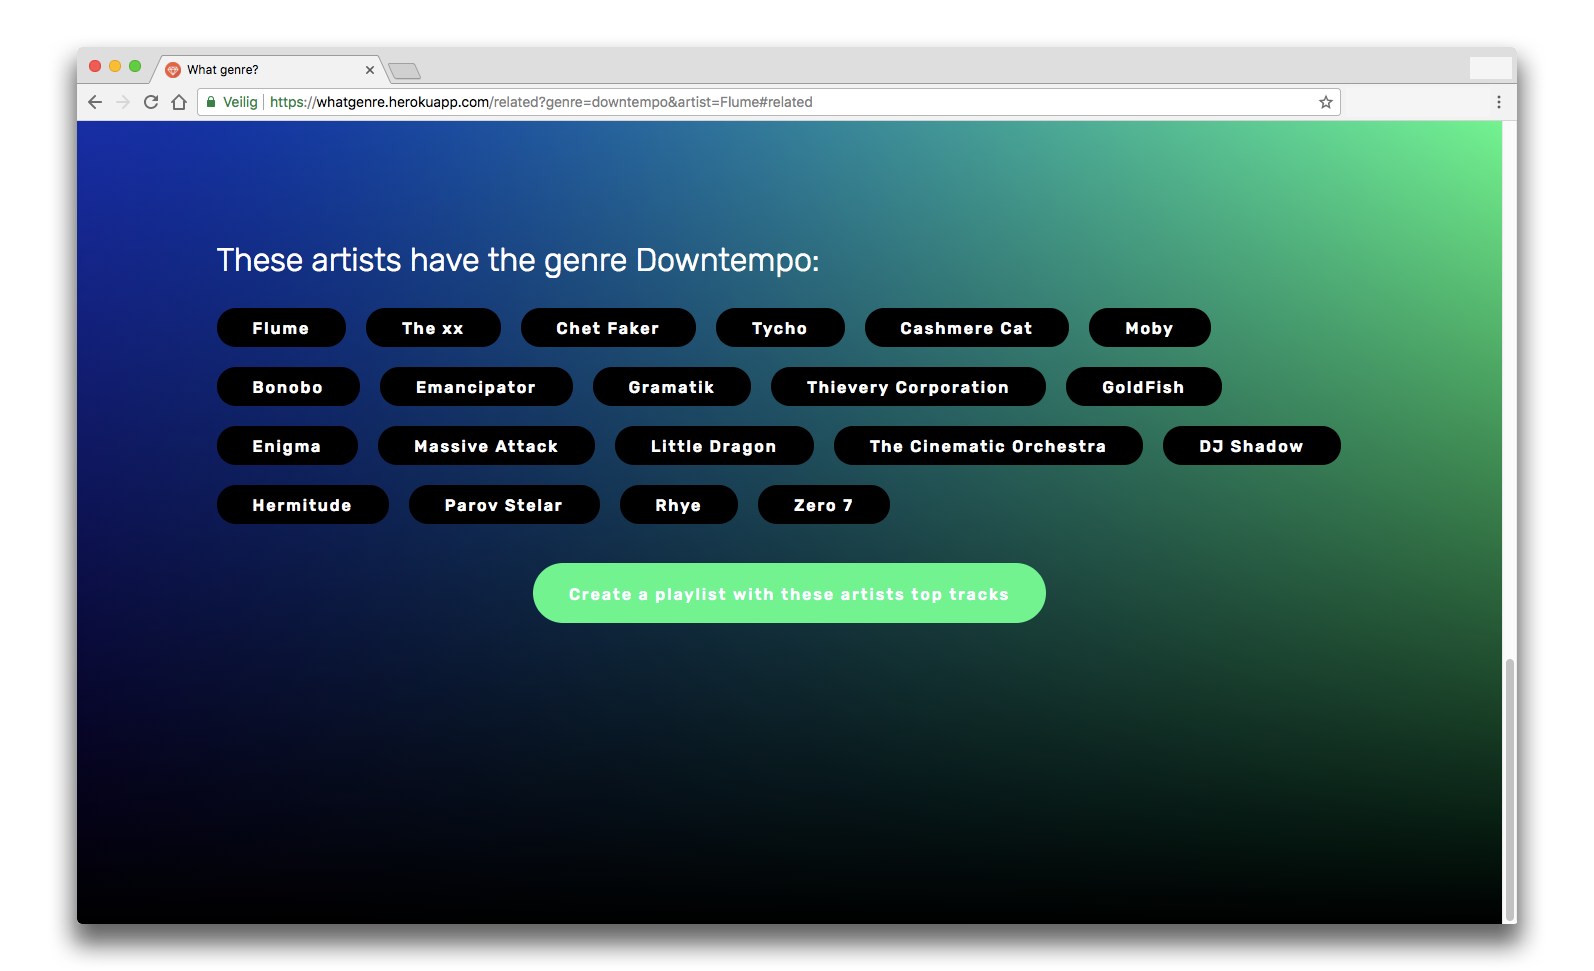 What genre?
Veilig https://whatgenre.herokuapp.com/related?genre=downtempo&artist=Flume#related
These artists have the genre Downtempo:
Flume The xx Chet Faker Tycho Cashmere Cat Moby
Bonobo Emancipator Gramatik Thievery Corporation GoldFish
Enigma Massive Attack Little Dragon The Cinematic Orchestra DJ Shadow
Hermitude Parov Stelar Rhye Zero 7
Create a playlist with these artists top tracks